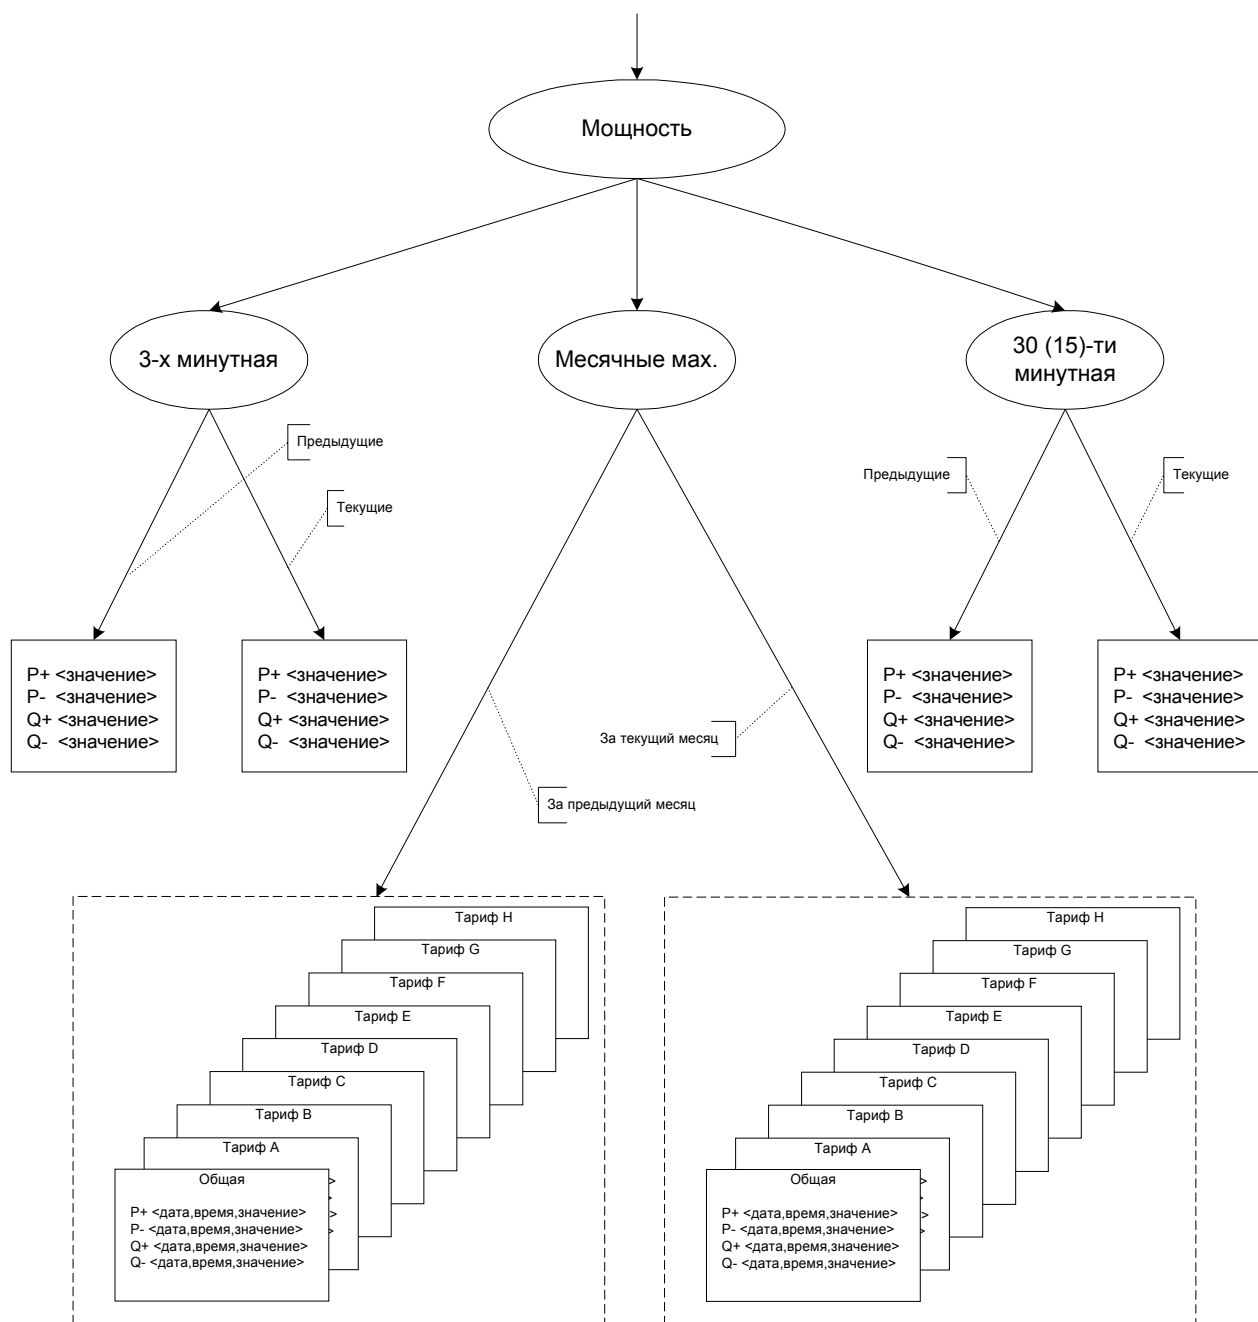 Мощность
3-х минутная
Месячные мах.
30 (15)-ти
минутная
Предыдущие
Текущие
Предыдущие
Текущие
P+ <значение>
P- <значение>
Q+ <значение>
Q- <значение>
P+ <значение>
P- <значение>
Q+ <значение>
Q- <значение>
P+ <значение>
P- <значение>
Q+ <значение>
Q- <значение>
P+ <значение>
P- <значение>
Q+ <значение>
Q- <значение>
За текущий месяц
За предыдущий месяц
Тариф H
Тариф G
Тариф F
Тариф E
Тариф D
Тариф C
Тариф B
Тариф A
Общая
P+ <дата,время,значение>
P- <дата,время,значение>
Q+ <дата,время,значение>
Q- <дата,время,значение>
Тариф H
Тариф G
Тариф F
Тариф E
Тариф D
Тариф C
Тариф B
Тариф A
Общая
P+ <дата,время,значение>
P- <дата,время,значение>
Q+ <дата,время,значение>
Q- <дата,время,значение>